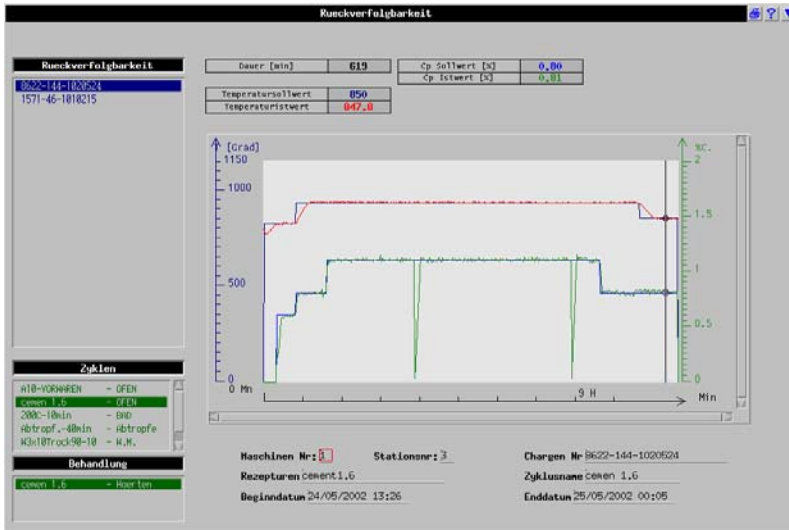 Rueckverfolgbarkeit
?
Rueckverfolgbarkeit
8622-144-1020524
1571-46-1010215
Dauer [min] 619
Cp Sollwert [%] 0,80
Cp Istwert [%] 0,81
Temperatursollwert 850
Temperaturistwert 847.8
[Grad]
1150
1000
500
0 Mn
%C.
2
1.5
1
0.5
0
9 H
Min
Zyklen
A10-VORWAREN - OFEN
cemen 1.6 - OFEN
200C-10min - BAD
Abtropf.-40min - Abtropfe
W3x10Trock90-10 - W.M.
Behandlung
cemen 1.6 - Haerten
Maschinen Nr: 1 Stationsnr: 3 Chargen Nr 8622-144-1020524
Rezepturen cement1.6 Zyklusname cemen 1.6
Beginndatum 24/05/2002 13:26 Enddatum 25/05/2002 00:05